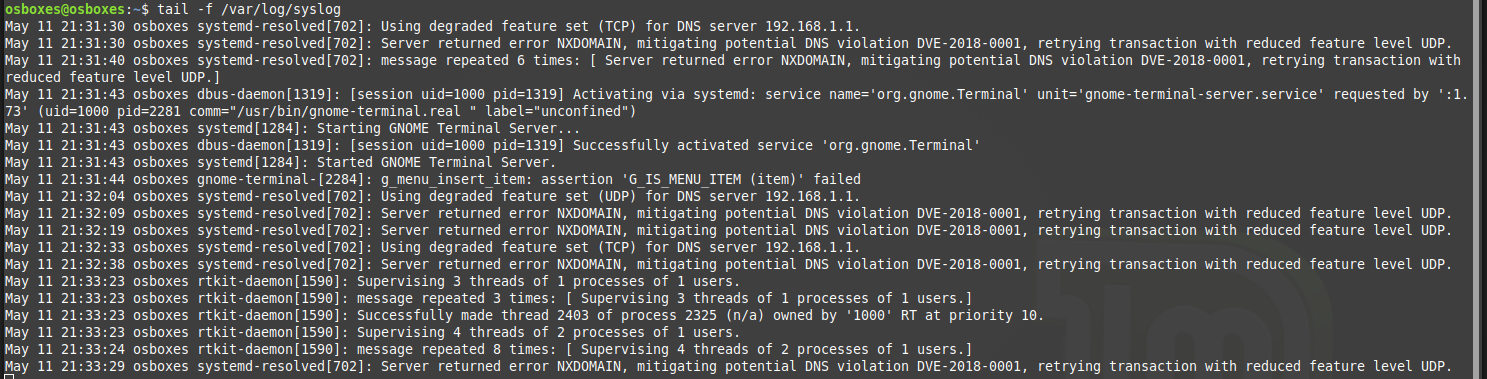 osboxes@osboxes:~$ tail -f /var/log/syslog
May 11 21:31:30 osboxes systemd-resolved[702]: Using degraded feature set (TCP) for DNS server 192.168.1.1.
May 11 21:31:30 osboxes systemd-resolved[702]: Server returned error NXDOMAIN, mitigating potential DNS violation DVE-2018-0001, retrying transaction with reduced feature level UDP.
May 11 21:31:40 osboxes systemd-resolved[702]: message repeated 6 times: [ Server returned error NXDOMAIN, mitigating potential DNS violation DVE-2018-0001, retrying transaction with
reduced feature level UDP.]
May 11 21:31:43 osboxes dbus-daemon[1319]: [session uid=1000 pid=1319] Activating via systemd: service name='org.gnome.Terminal' unit='gnome-terminal-server.service' requested by ':1.
73' (uid=1000 pid=2281 comm="/usr/bin/gnome-terminal.real " label="unconfined")
May 11 21:31:43 osboxes systemd[1284]: Starting GNOME Terminal Server...
May 11 21:31:43 osboxes dbus-daemon[1319]: [session uid=1000 pid=1319] Successfully activated service 'org.gnome.Terminal'
May 11 21:31:43 osboxes systemd[1284]: Started GNOME Terminal Server.
May 11 21:31:44 osboxes gnome-terminal-[2284]: g_menu_insert_item: assertion 'G_IS_MENU_ITEM (item)' failed
May 11 21:32:04 osboxes systemd-resolved[702]: Using degraded feature set (UDP) for DNS server 192.168.1.1.
May 11 21:32:09 osboxes systemd-resolved[702]: Server returned error NXDOMAIN, mitigating potential DNS violation DVE-2018-0001, retrying transaction with reduced feature level UDP.
May 11 21:32:19 osboxes systemd-resolved[702]: Server returned error NXDOMAIN, mitigating potential DNS violation DVE-2018-0001, retrying transaction with reduced feature level UDP.
May 11 21:32:33 osboxes systemd-resolved[702]: Using degraded feature set (TCP) for DNS server 192.168.1.1.
May 11 21:32:38 osboxes systemd-resolved[702]: Server returned error NXDOMAIN, mitigating potential DNS violation DVE-2018-0001, retrying transaction with reduced feature level UDP.
May 11 21:33:23 osboxes rtkit-daemon[1590]: Supervising 3 threads of 1 processes of 1 users.
May 11 21:33:23 osboxes rtkit-daemon[1590]: message repeated 3 times: [ Supervising 3 threads of 1 processes of 1 users.]
May 11 21:33:23 osboxes rtkit-daemon[1590]: Successfully made thread 2403 of process 2325 (n/a) owned by '1000' RT at priority 10.
May 11 21:33:23 osboxes rtkit-daemon[1590]: Supervising 4 threads of 2 processes of 1 users.
May 11 21:33:24 osboxes rtkit-daemon[1590]: message repeated 8 times: [ Supervising 4 threads of 2 processes of 1 users.]
May 11 21:33:29 osboxes systemd-resolved[702]: Server returned error NXDOMAIN, mitigating potential DNS violation DVE-2018-0001, retrying transaction with reduced feature level UDP.